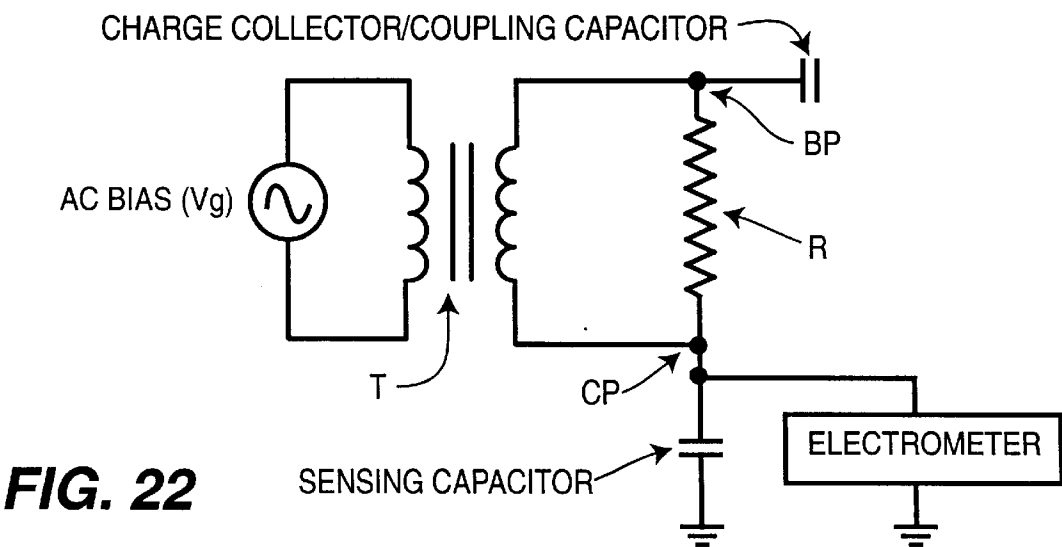 CHARGE COLLECTOR/COUPLING CAPACITOR
BP
AC BIAS (Vg)
R
T
CP
ELECTROMETER
SENSING CAPACITOR
FIG. 22